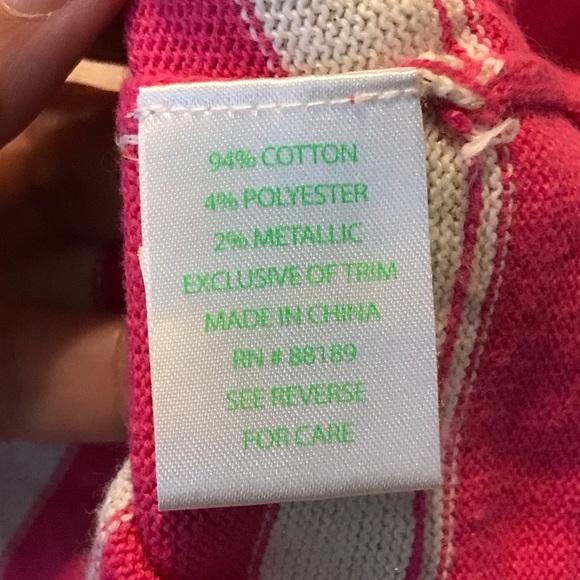 94% COTTON
4% POLYESTER
2% METALLIC
EXCLUSIVE OF TRIM
MADE IN CHINA
RN # 88189
SEE REVERSE
FOR CARE